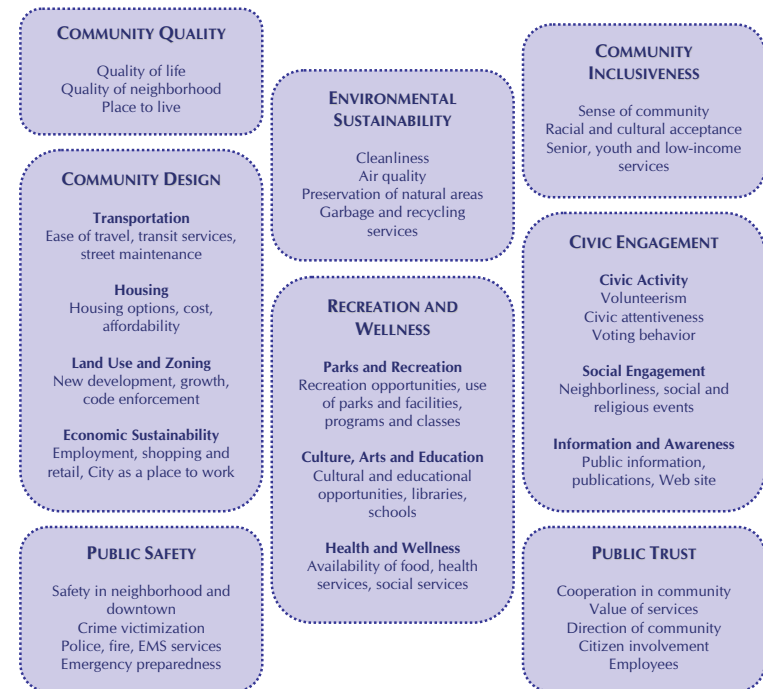 COMMUNITY QUALITY
Quality of life
Quality of neighborhood
Place to live
COMMUNITY DESIGN
Transportation
Ease of travel, transit services,
street maintenance
Housing
Housing options, cost,
affordability
Land Use and Zoning
New development, growth,
code enforcement
Economic Sustainability
Employment, shopping and
retail, City as a place to work
PUBLIC SAFETY
Safety in neighborhood and
downtown
Crime victimization
Police, fire, EMS services
Emergency preparedness
ENVIRONMENTAL
SUSTAINABILITY
Cleanliness
Air quality
Preservation of natural areas
Garbage and recycling
services
RECREATION AND
WELLNESS
Parks and Recreation
Recreation opportunities, use
of parks and facilities,
programs and classes
Culture, Arts and Education
Cultural and educational
opportunities, libraries,
schools
Health and Wellness
Availability of food, health
services, social services
COMMUNITY
INCLUSIVENESS
Sense of community
Racial and cultural acceptance
Senior, youth and low-income
services
CIVIC ENGAGEMENT
Civic Activity
Volunteerism
Civic attentiveness
Voting behavior
Social Engagement
Neighborliness, social and
religious events
Information and Awareness
Public information,
publications, Web site
PUBLIC TRUST
Cooperation in community
Value of services
Direction of community
Citizen involvement
Employees